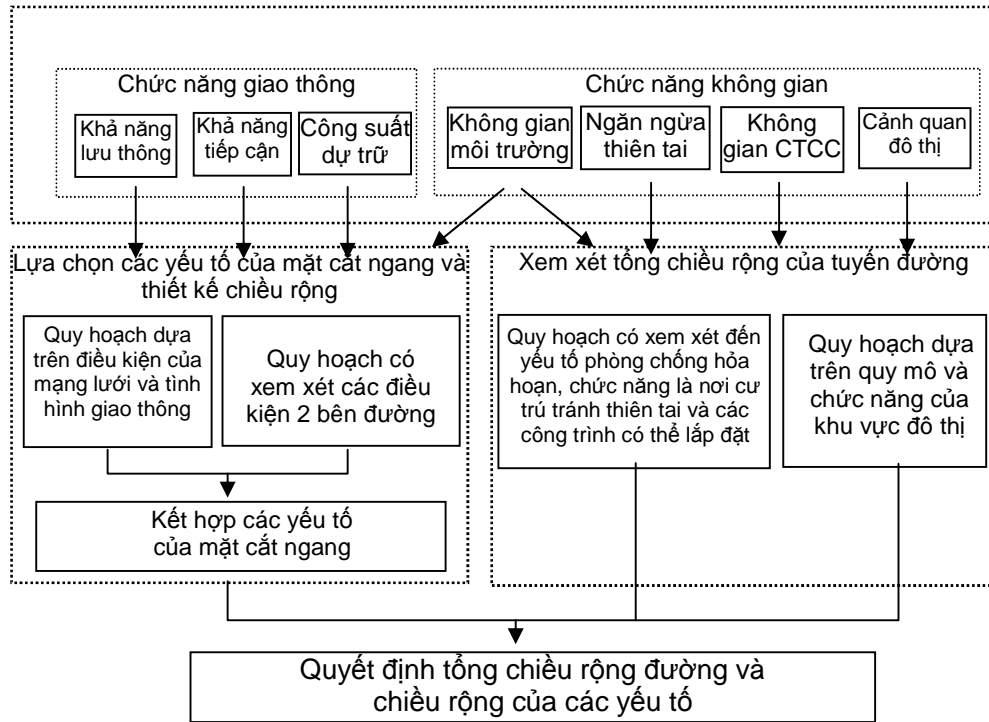 Chức năng giao thông
Khả năng
lưu thông
Khả năng
tiếp cận
Công suất
dự trữ
Chức năng không gian
Không gian
môi trường
Ngăn ngừa
thiên tai
Không
gian CTCC
Cảnh quan
đô thị
Lựa chọn các yếu tố của mặt cắt ngang và
thiết kế chiều rộng
Quy hoạch dựa
trên điều kiện của
mạng lưới và tình
hình giao thông
Quy hoạch có
xem xét các điều
kiện 2 bên đường
Kết hợp các yếu tố
của mặt cắt ngang
Xem xét tổng chiều rộng của tuyến đường
Quy hoạch có xem xét đến
yếu tố phòng chống hỏa
hoạn, chức năng là nơi cư
trú tránh thiên tai và các
công trình có thể lắp đặt
Quy hoạch dựa
trên quy mô và
chức năng của
khu vực đô thị
Quyết định tổng chiều rộng đường và
chiều rộng của các yếu tố